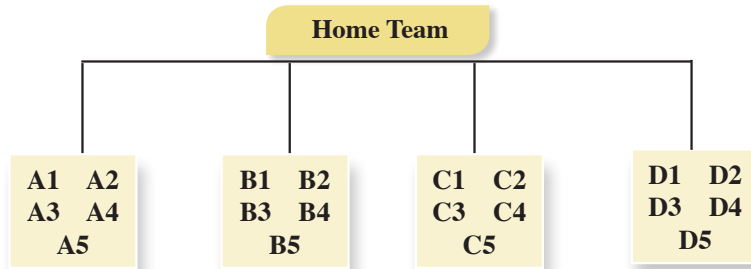 Home Team
A1 A2
A3 A4
A5
B1 B2
B3 B4
B5
C1 C2
C3 C4
C5
D1 D2
D3 D4
D5